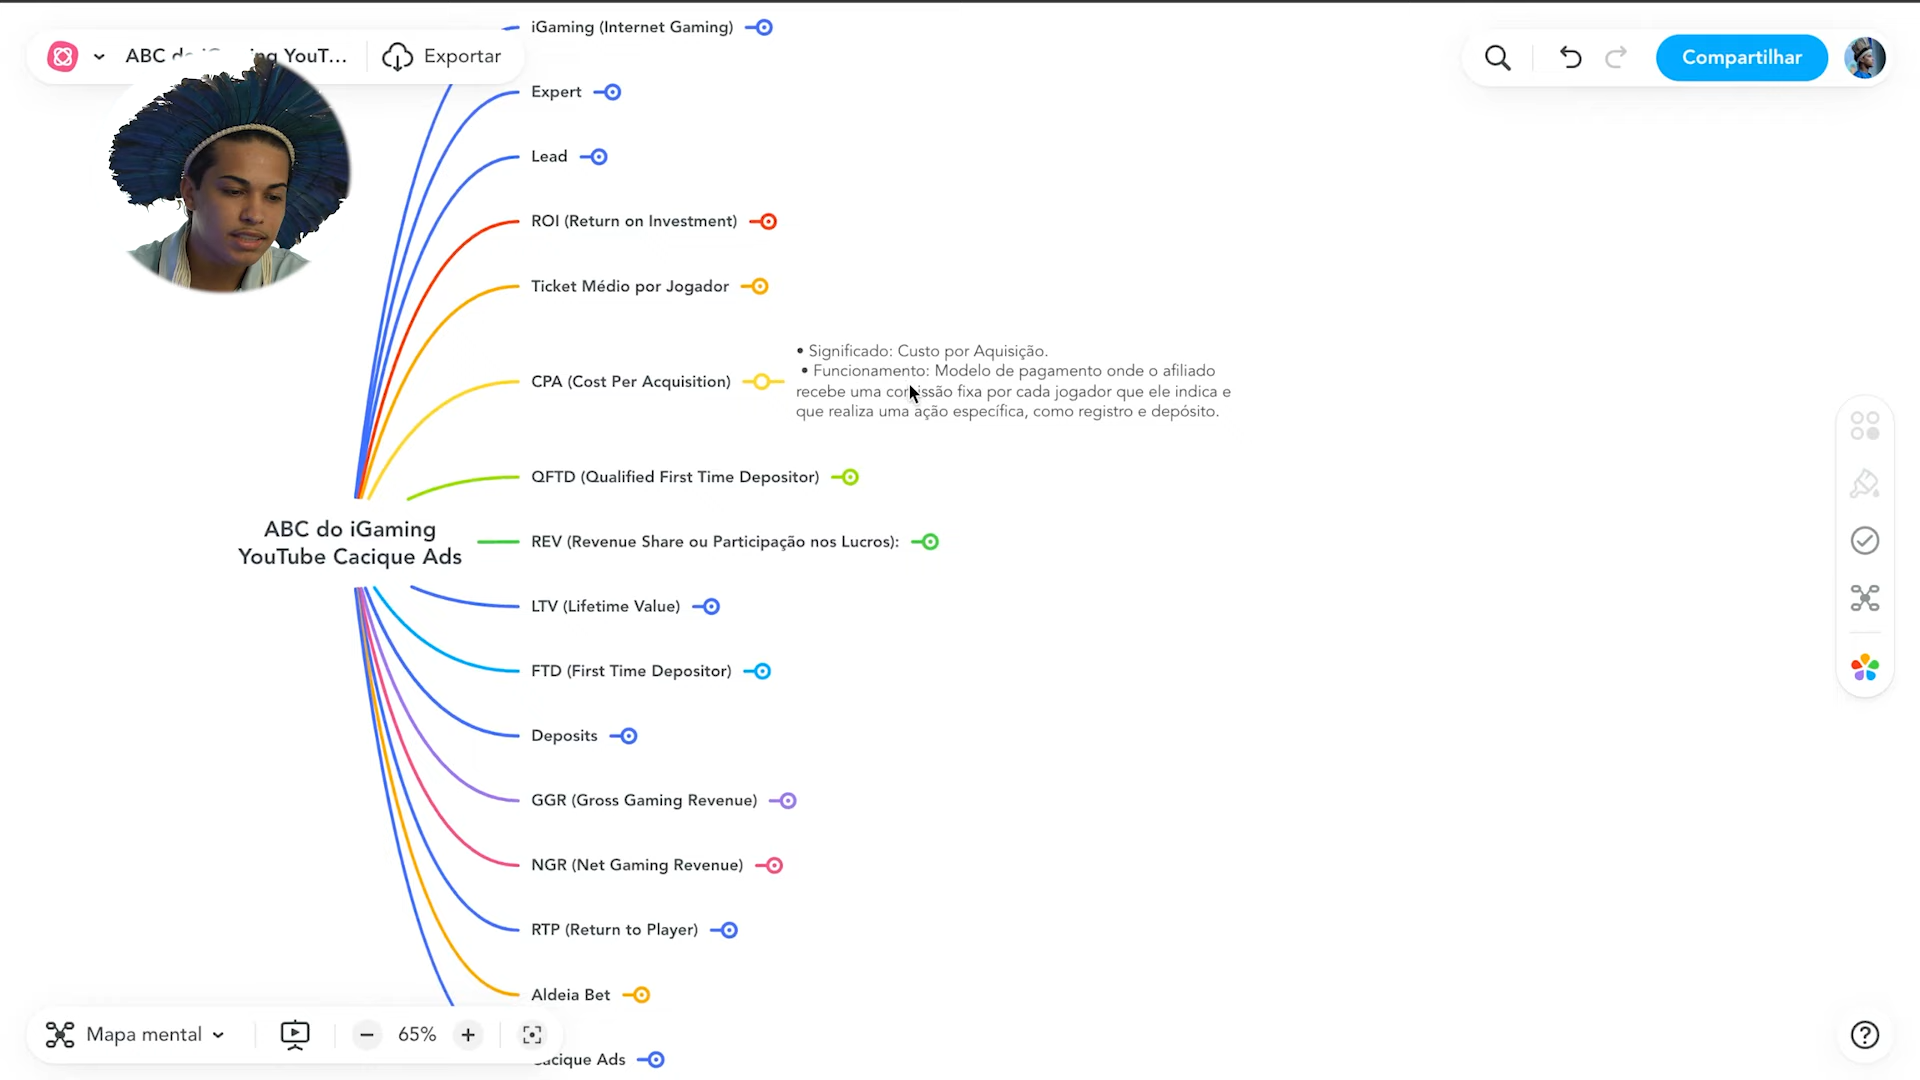 iGaming (Internet Gaming)
ABC do iGaming YouT...
Exportar
Compartilhar
Expert
Lead
ROI (Return on Investment)
Ticket Médio por Jogador
CPA (Cost Per Acquisition)
• Significado: Custo por Aquisição.
• Funcionamento: Modelo de pagamento onde o afiliado
recebe uma comissão fixa por cada jogador que ele indica e
que realiza uma ação específica, como registro e depósito.
QFTD (Qualified First Time Depositor)
ABC do iGaming
YouTube Cacique Ads
REV (Revenue Share ou Participação nos Lucros):
LTV (Lifetime Value)
FTD (First Time Depositor)
Deposits
GGR (Gross Gaming Revenue)
NGR (Net Gaming Revenue)
RTP (Return to Player)
Aldeia Bet
Mapa mental
65%
Cacique Ads